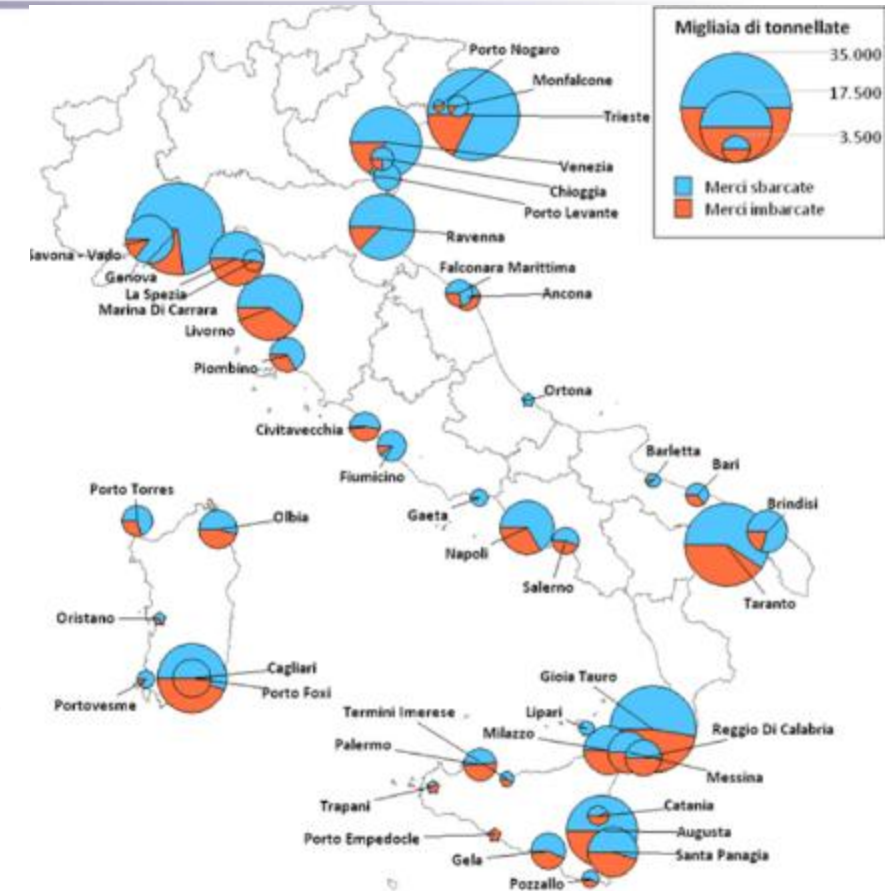 Migliaia di tonnellate
35.000
17.500
3.500
Merci sbarcate
Merci imbarcate
Porto Nogaro
Monfalcone
Trieste
Venezia
Chioggia
Porto Levante
Ravenna
Savona - Vado
Genova
La Spezia
Marina Di Carrara
Livorno
Piombino
Falconara Marittima
Ancona
Ortona
Civitavecchia
Fiumicino
Gaeta
Napoli
Salerno
Barletta
Bari
Brindisi
Taranto
Porto Torres
Olbia
Oristano
Cagliari
Porto Foxi
Portovesme
Gioia Tauro
Lipari
Milazzo
Reggio Di Calabria
Messina
Termini Imerese
Palermo
Trapani
Porto Empedocle
Gela
Pozzallo
Catania
Augusta
Santa Panagia